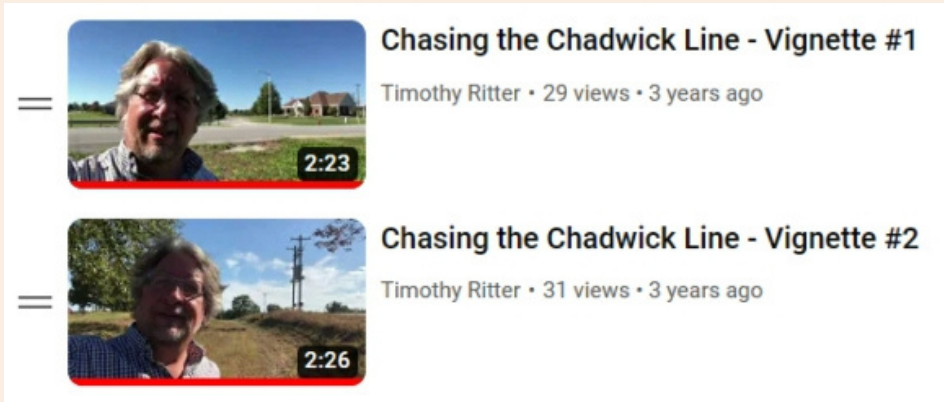 Chasing the Chadwick Line - Vignette #1
Timothy Ritter • 29 views • 3 years ago
2:23
Chasing the Chadwick Line - Vignette #2
Timothy Ritter • 31 views • 3 years ago
2:26